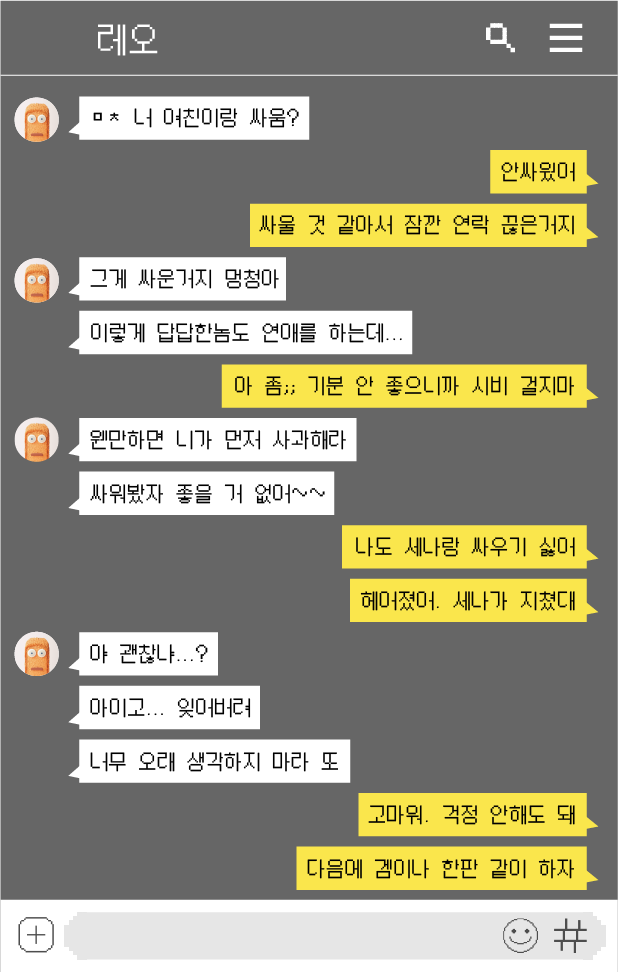 레오
ㅁㅊ 너 여친이랑 싸움?
안싸웠어
싸울 것 같아서 잠깐 연락 끊은거지
그게 싸운거지 멍청아
이렇게 답답한놈도 연애를 하는데...
아 좀;; 기분 안 좋으니까 시비 걸지마
웬만하면 니가 먼저 사과해라
싸워봤자 좋을 거 없어~~
나도 세나랑 싸우기 싫어
헤어졌어. 세나가 지쳤대
야 괜찮냐...?
아이고... 잊어버려
너무 오래 생각하지 마라 또
고마워. 걱정 안해도 돼
다음에 겜이나 한판 같이 하자
#